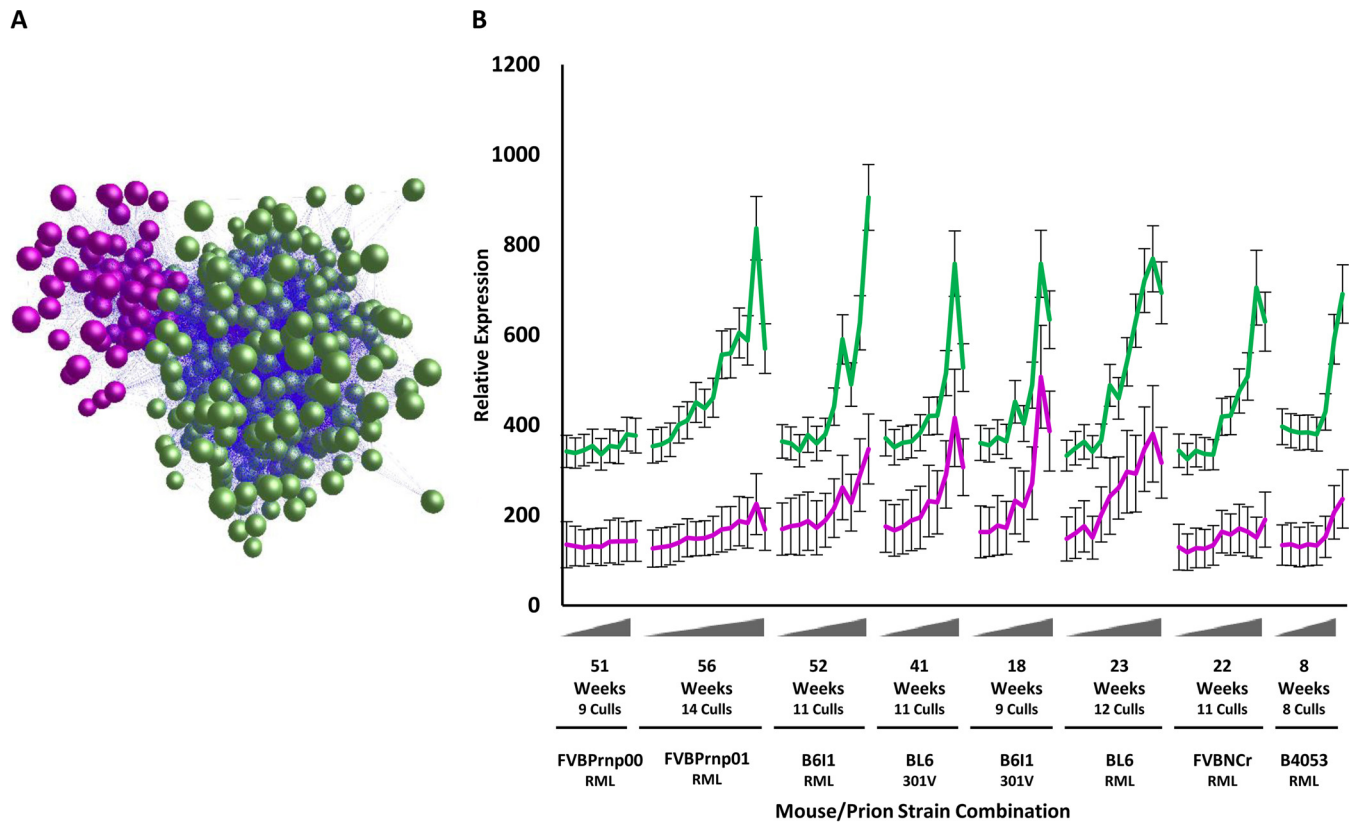 A
B
1200
1000
800
600
400
200
0
Relative Expression
51 56 52 41 18 23 22 8
Weeks Weeks Weeks Weeks Weeks Weeks Weeks Weeks
9 Culls 14 Culls 11 Culls 11 Culls 9 Culls 12 Culls 11 Culls 8 Culls
FVBPrnp00 FVBPrnp01 B6I1 BL6 B6I1 BL6 FVBNCr B4053
RML RML RML 301V 301V RML RML RML
Mouse/Prion Strain Combination